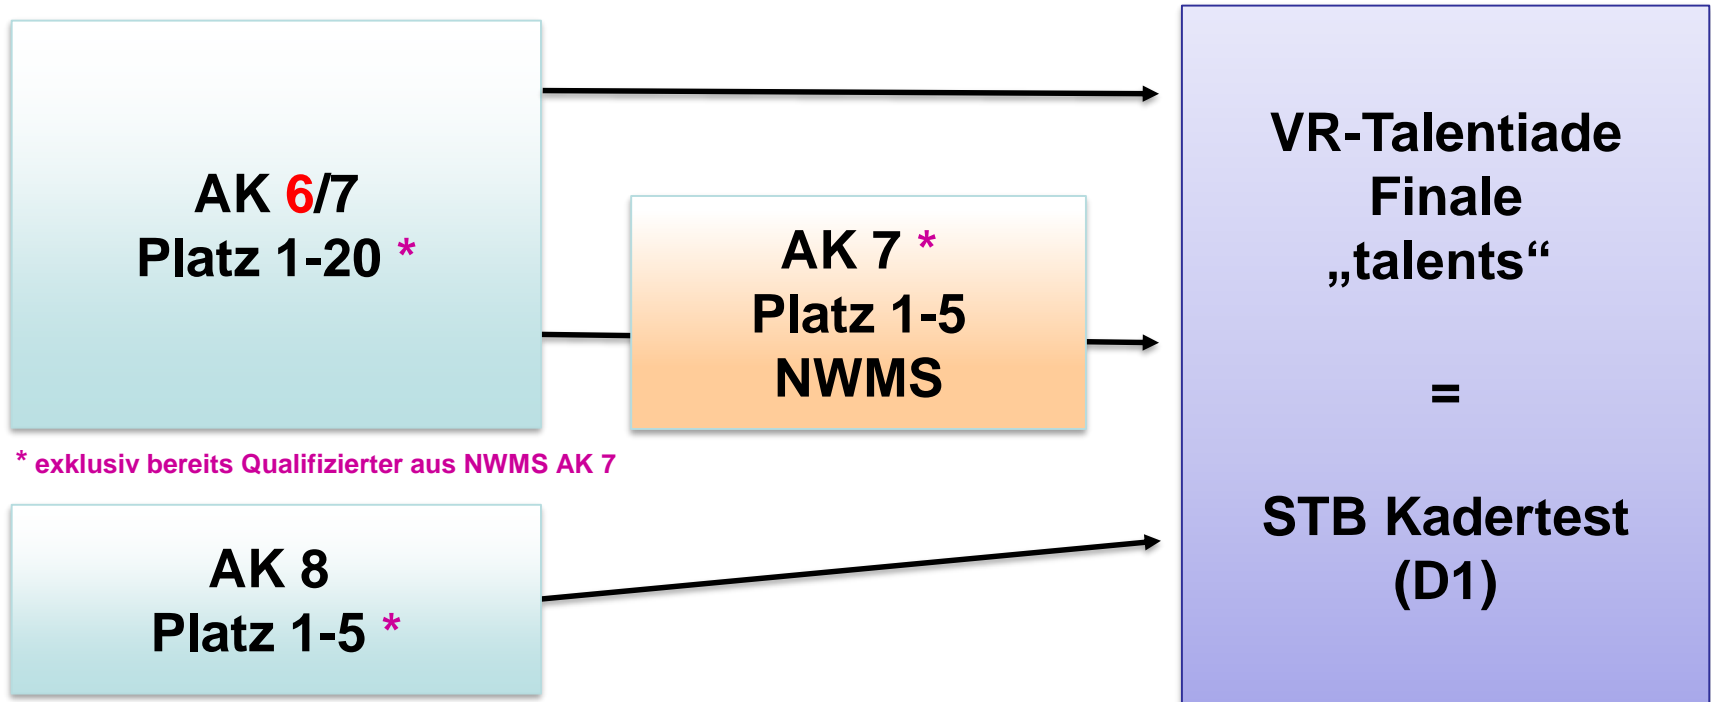 AK 6/7
Platz 1-20 *
AK 7 *
Platz 1-5
NWMS
* exklusiv bereits Qualifizierter aus NWMS AK 7
AK 8
Platz 1-5 *
VR-Talentiade
Finale
„talents“
=
STB Kadertest
(D1)